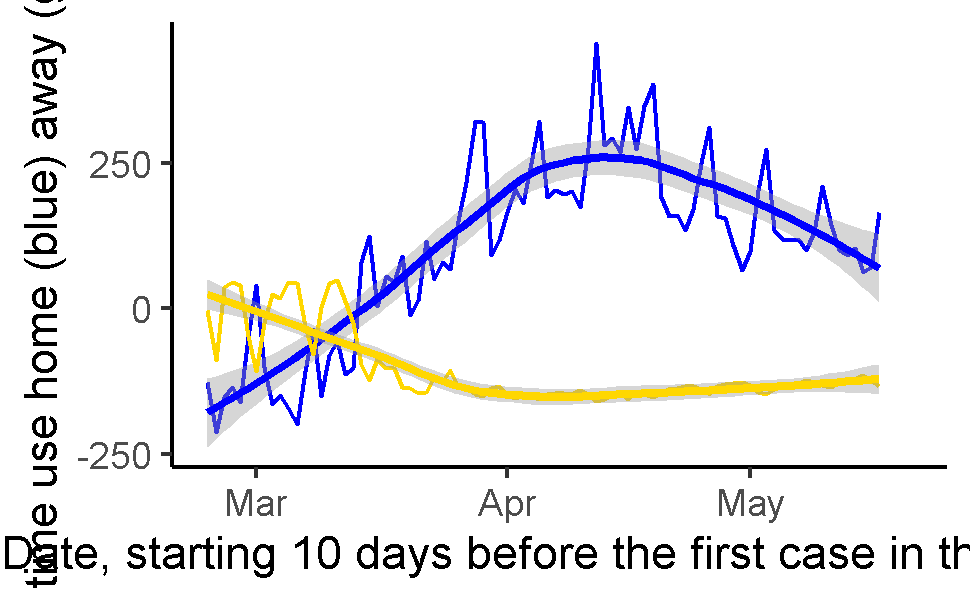 time use home (blue) away (
250
0
-250
Mar Apr May
Date, starting 10 days before the first case in th